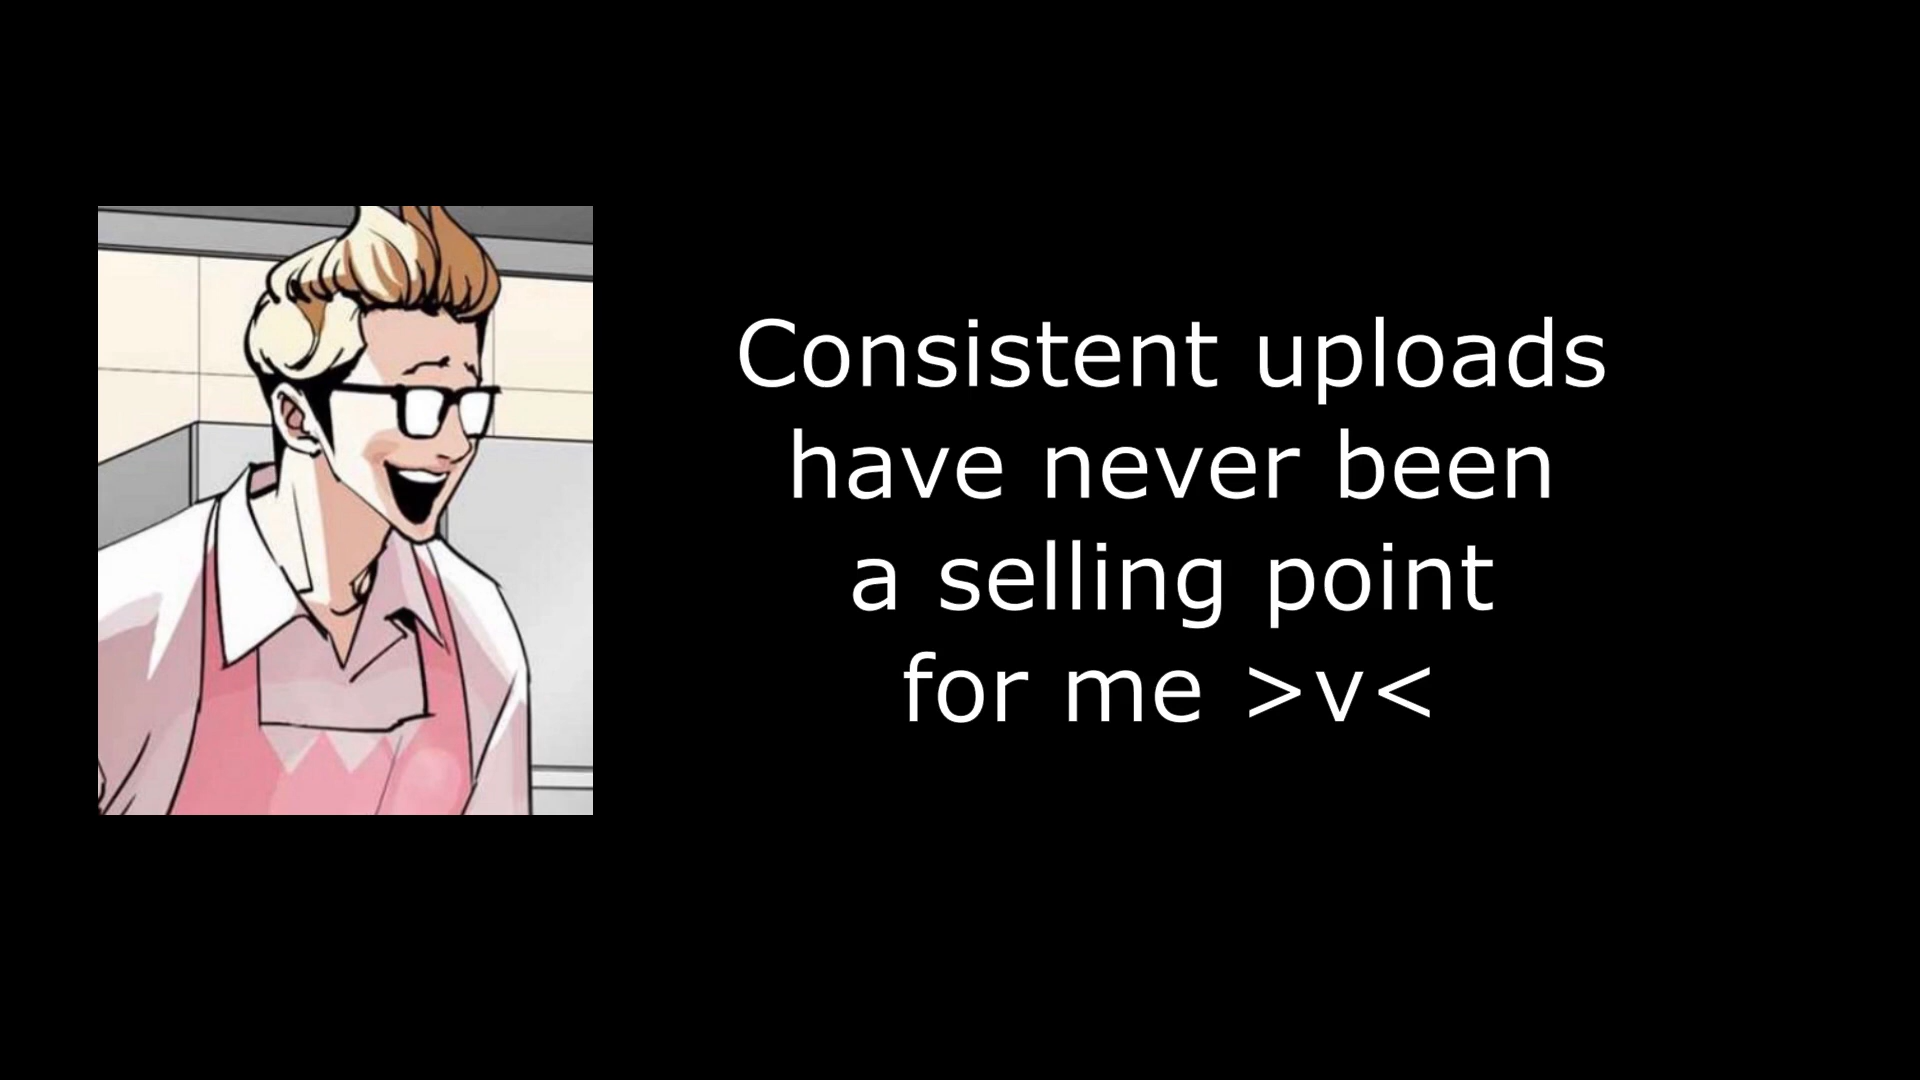 Consistent uploads
have never been
a selling point
for me >v<